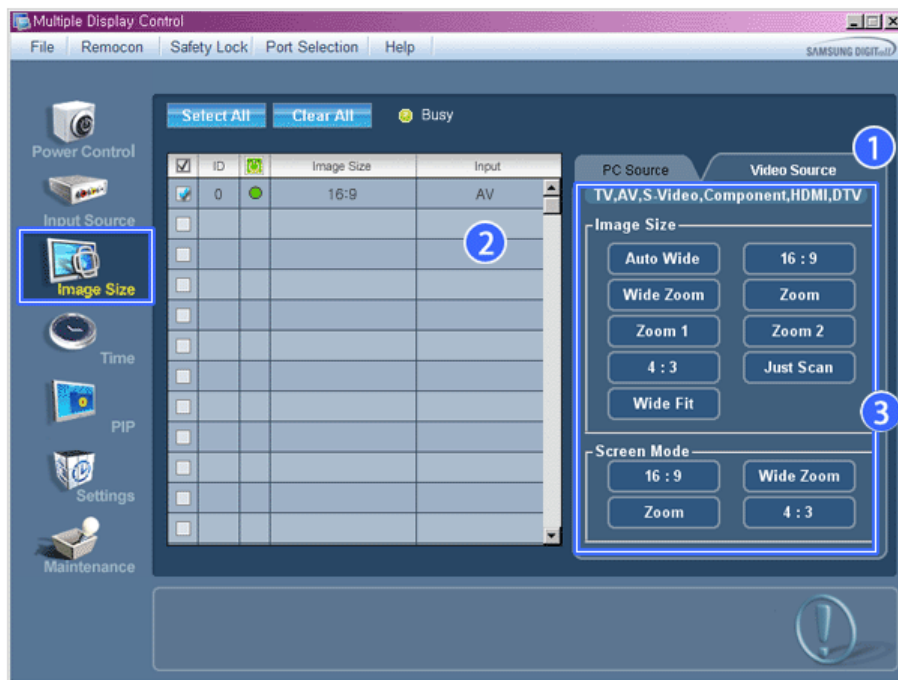 Multiple Display Control
File Remocon Safety Lock Port Selection Help
SAMSUNG DIGITall
Select All Clear All Busy
Power Control
Input Source
Image Size
Time
PIP
Settings
Maintenance
ID Image Size Input
0 16:9 AV
2
1
PC Source Video Source
TV,AV,S-Video,Component,HDMI,DTV
Image Size
Auto Wide 16 : 9
Wide Zoom Zoom
Zoom 1 Zoom 2
4 : 3 Just Scan
Wide Fit
3
Screen Mode
16 : 9 Wide Zoom
Zoom 4 : 3